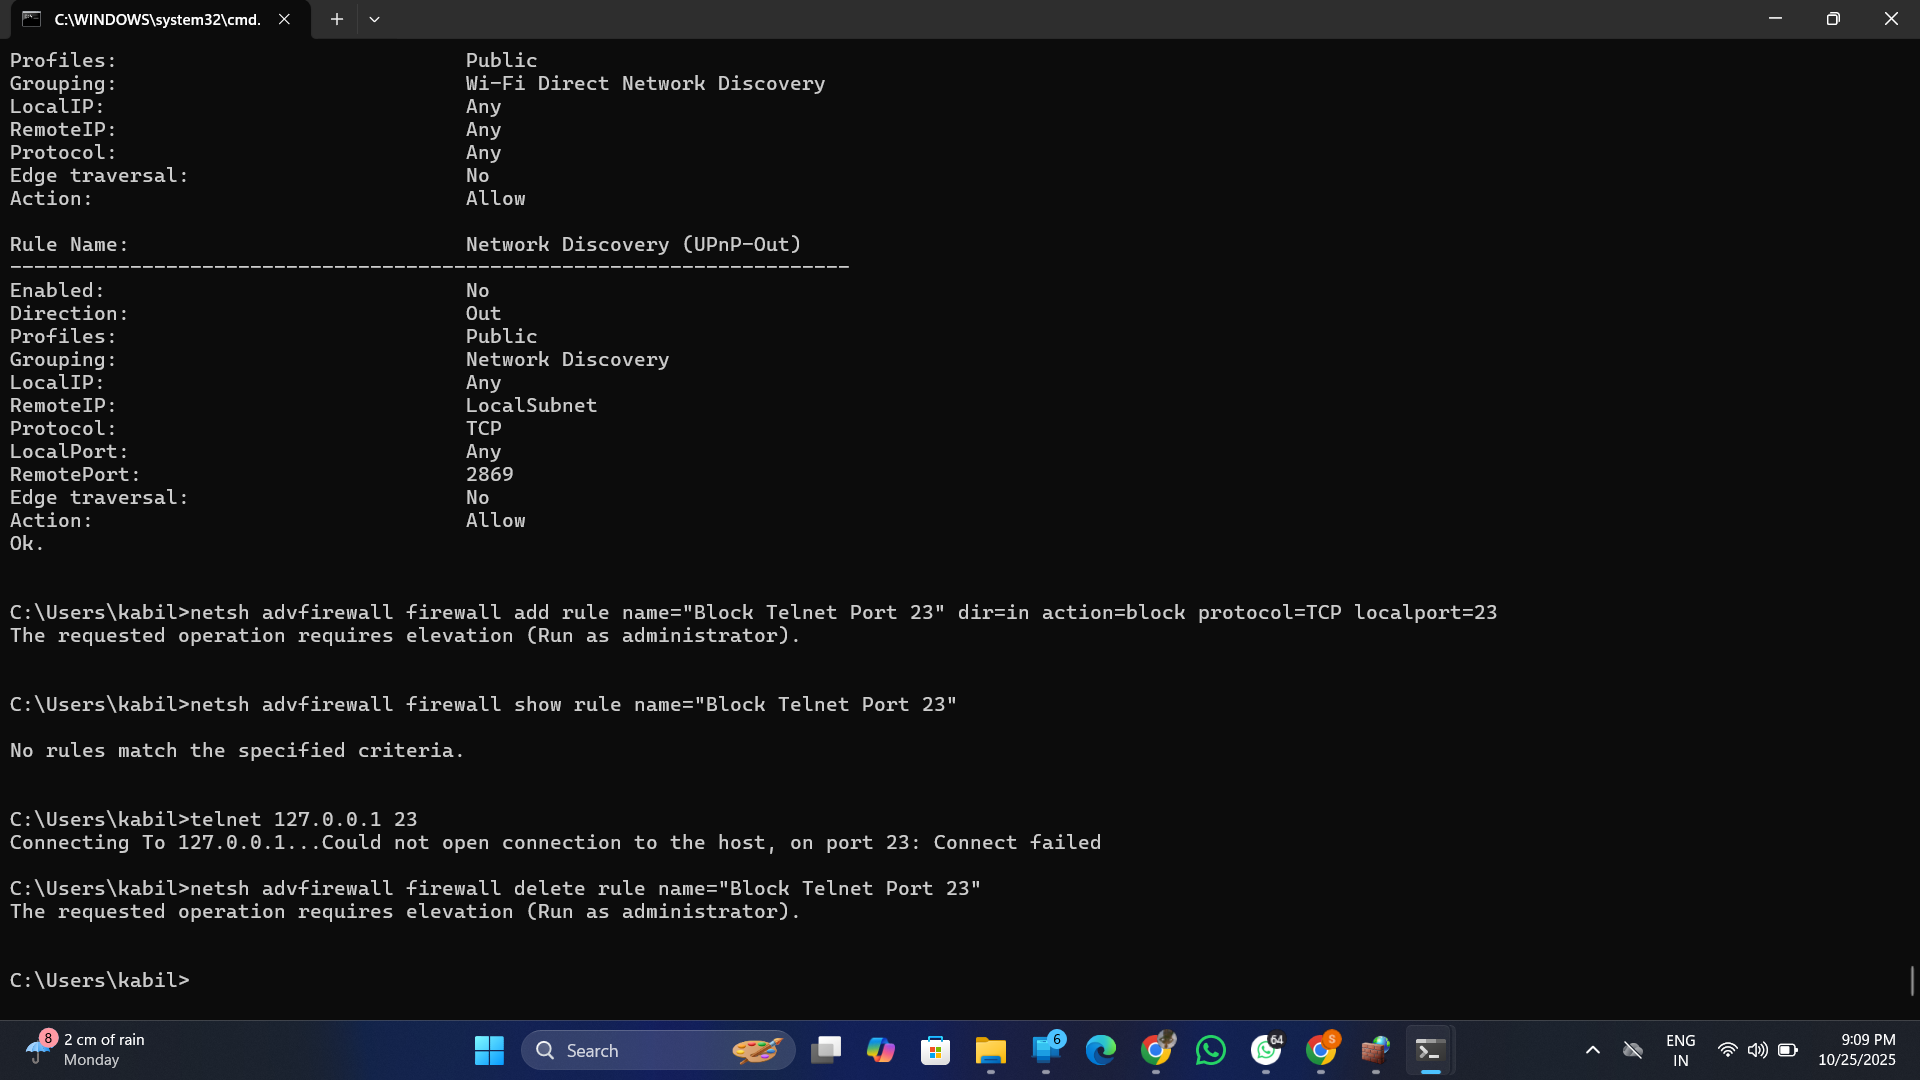 C:\WINDOWS\system32\cmd.
Profiles: Public
Grouping: Wi-Fi Direct Network Discovery
LocalIP: Any
RemoteIP: Any
Protocol: Any
Edge traversal: No
Action: Allow
Rule Name: Network Discovery (UPnP-Out)
----------------------------------------------------------------------
Enabled: No
Direction: Out
Profiles: Public
Grouping: Network Discovery
LocalIP: Any
RemoteIP: LocalSubnet
Protocol: TCP
LocalPort: Any
RemotePort: 2869
Edge traversal: No
Action: Allow
Ok.
C:\Users\kabil>netsh advfirewall firewall add rule name="Block Telnet Port 23" dir=in action=block protocol=TCP localport=23
The requested operation requires elevation (Run as administrator).
C:\Users\kabil>netsh advfirewall firewall show rule name="Block Telnet Port 23"
No rules match the specified criteria.
C:\Users\kabil>telnet 127.0.0.1 23
Connecting To 127.0.0.1...Could not open connection to the host, on port 23: Connect failed
C:\Users\kabil>netsh advfirewall firewall delete rule name="Block Telnet Port 23"
The requested operation requires elevation (Run as administrator).
C:\Users\kabil>
8
2 cm of rain
Monday
Search
6
64
S
ENG
IN
9:09 PM
10/25/2025